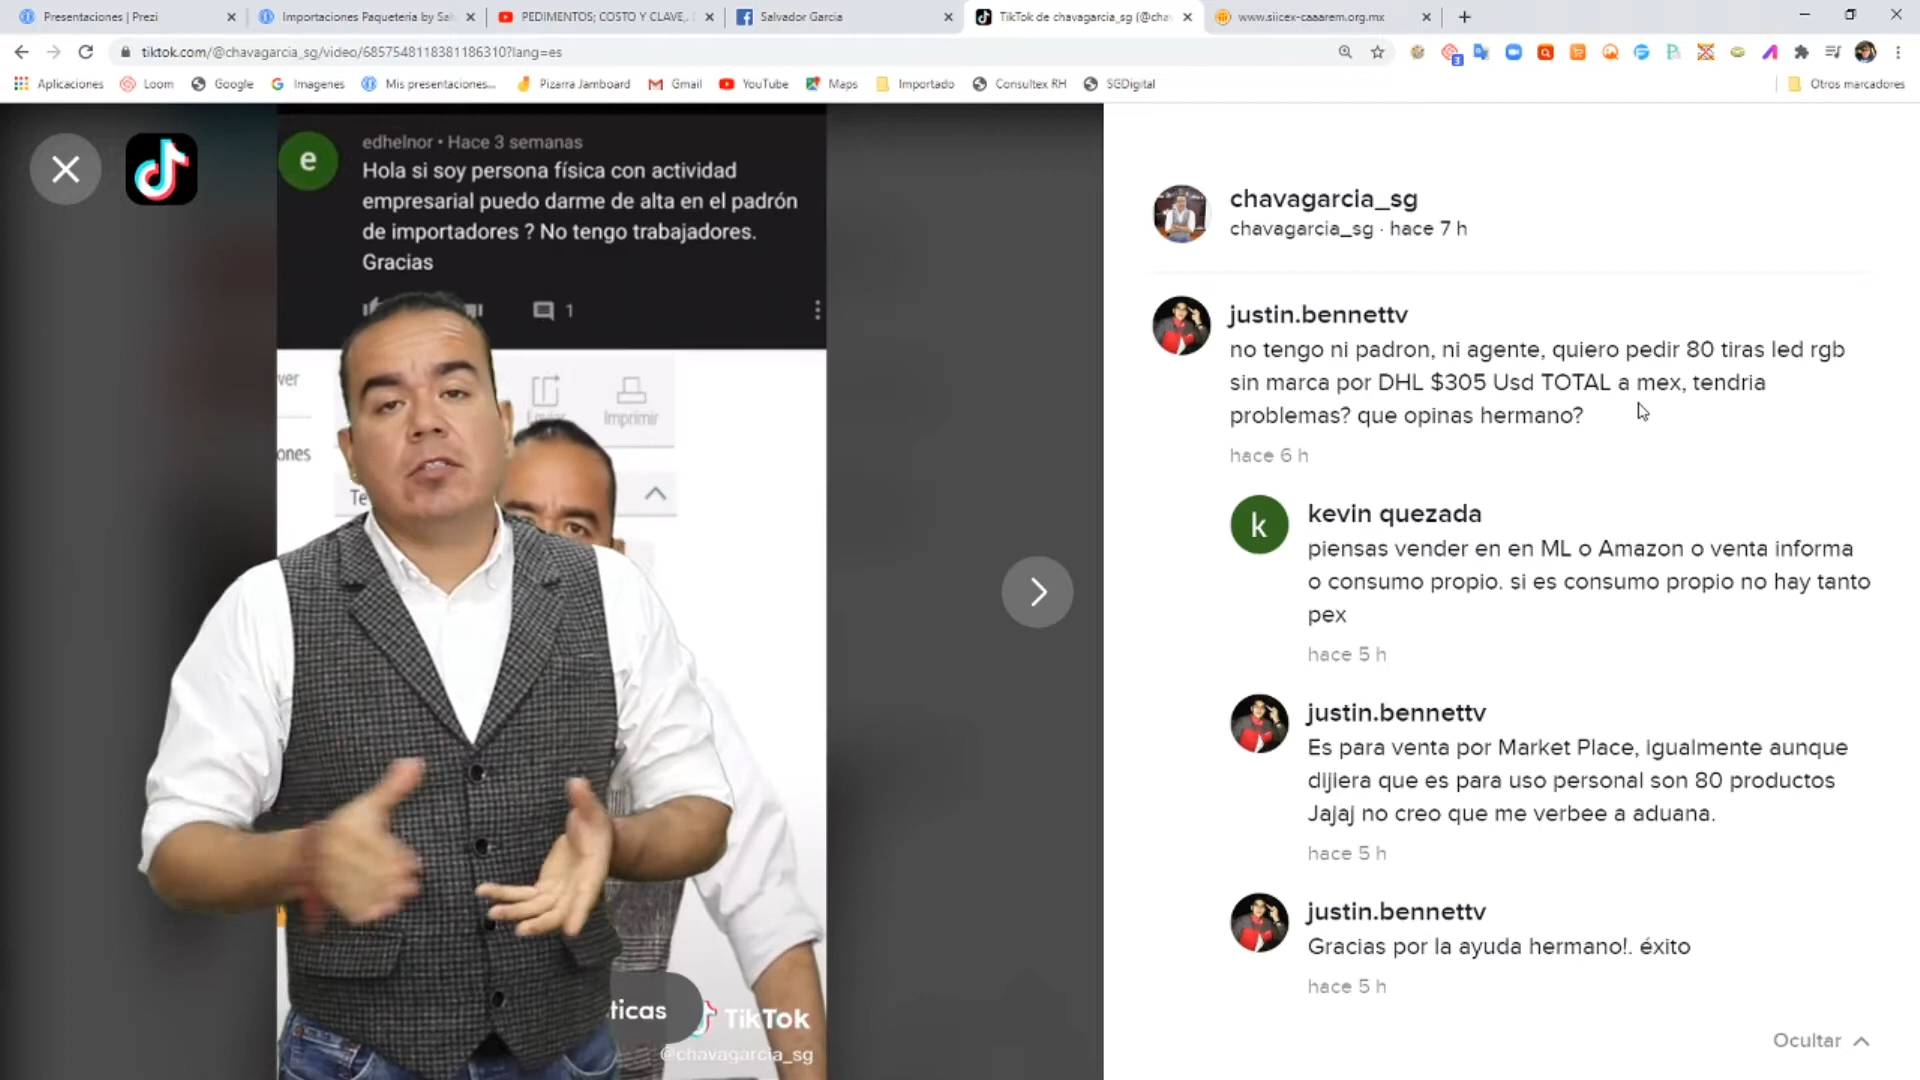 Presentaciones | Prezi
Importaciones Paqueteria by Sal
PEDIMENTOS; COSTO Y CLAVE,.
Salvador Garcia
TikTok de chavagarcia_sg (@cha
www.siicex-caaarem.org.mx
tiktok.com/@chavagarcia_sg/video/6857548118381186310?lang=es
3
Aplicaciones
Loom
Google
Imagenes
Mis presentaciones...
Pizarra Jamboard
Gmail
YouTube
Maps
Importado
Consultex RH
SGDigital
Otros marcadores
e
edhelnor • Hace 3 semanas
Hola si soy persona física con actividad
empresarial puedo darme de alta en el padrón
de importadores ? No tengo trabajadores.
Gracias
1
ver
Enviar
Imprimir
ones
Te
ticas
TikTok
@chavagarcia_sg
chavagarcia_sg
chavagarcia_sg · hace 7 h
justin.bennettv
no tengo ni padron, ni agente, quiero pedir 80 tiras led rgb
sin marca por DHL $305 Usd TOTAL a mex, tendria
problemas? que opinas hermano?
hace 6 h
k
kevin quezada
piensas vender en en ML o Amazon o venta informa
o consumo propio. si es consumo propio no hay tanto
pex
hace 5 h
justin.bennettv
Es para venta por Market Place, igualmente aunque
dijiera que es para uso personal son 80 productos
Jajaj no creo que me verbee a aduana.
hace 5 h
justin.bennettv
Gracias por la ayuda hermano!. éxito
hace 5 h
Ocultar